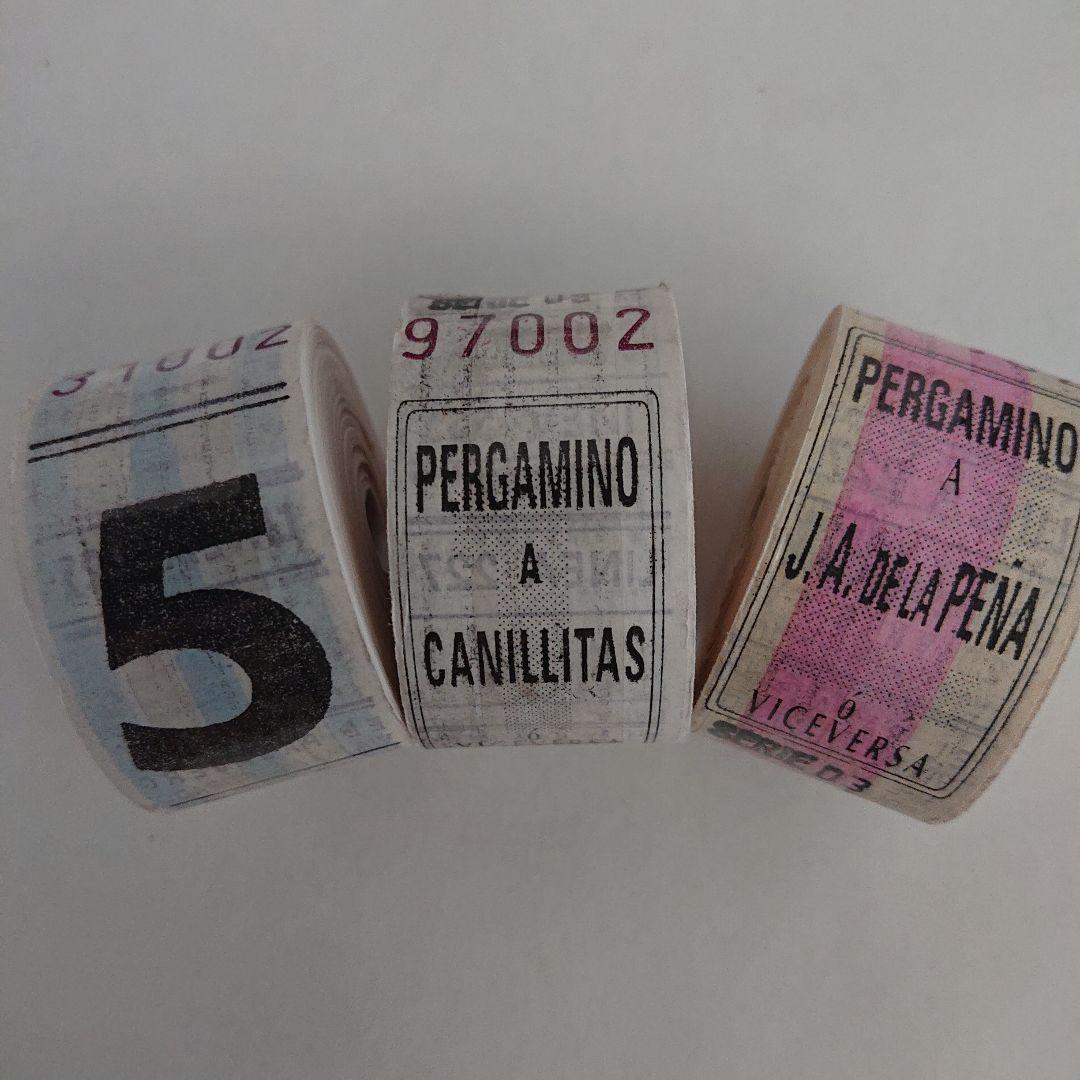 5
97002
PERGAMINO
A
CANILLITAS
PERGAMINO
A
J. A. DE LA PEÑA
Ó
VICEVERSA
SERIE D 3